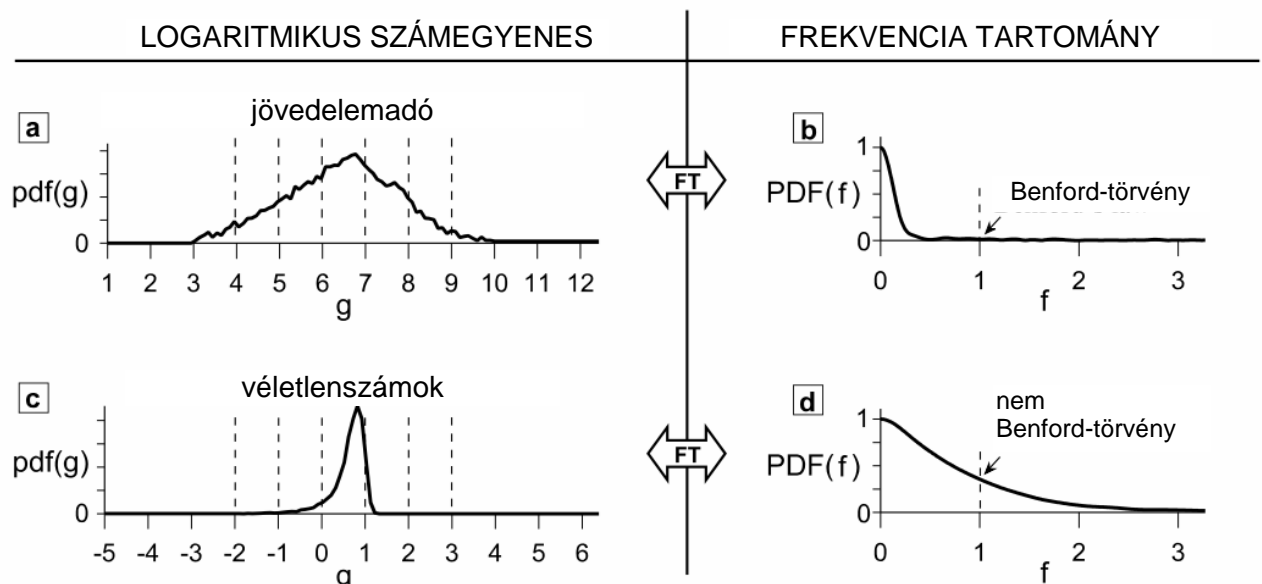 LOGARITMIKUS SZÁMEGYENES
FREKVENCIA TARTOMÁNY
a
jövedelemadó
pdf(g)
0
1 2 3 4 5 6 7 8 9 10 11 12
g
FT
b
1
PDF(f)
Benford-törvény
0
0 1 2 3
f
c
véletlenszámok
pdf(g)
0
-5 -4 -3 -2 -1 0 1 2 3 4 5 6
g
FT
d
nem
Benford-törvény
1
PDF(f)
0
0 1 2 3
f